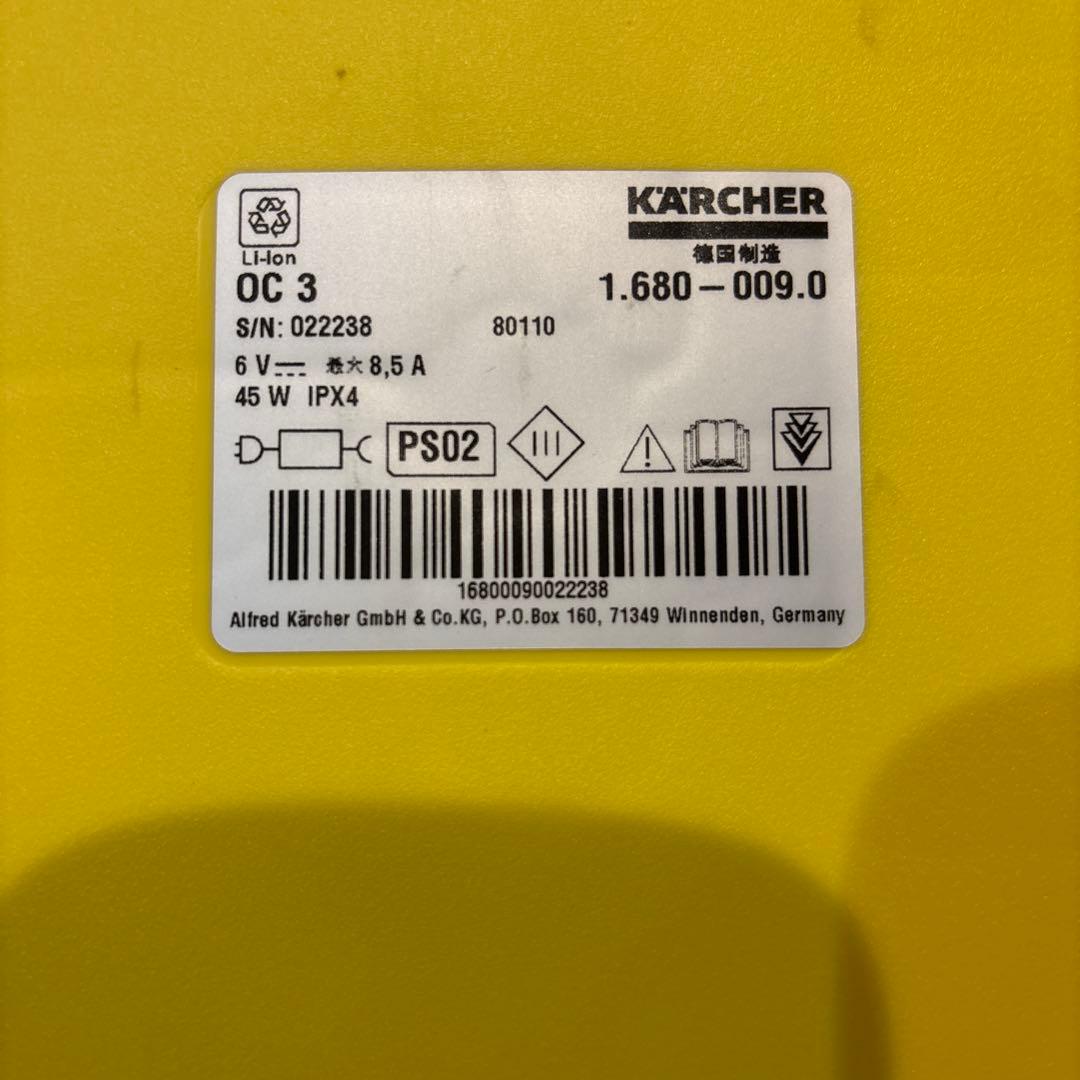 KÄRCHER
Li-Ion
德国制造
OC 3 1.680-009.0
S/N: 022238 80110
6 V 最大 8,5 A
45 W IPX4
PS02
16800090022238
Alfred Kärcher GmbH & Co.KG, P.O.Box 160, 71349 Winnenden, Germany